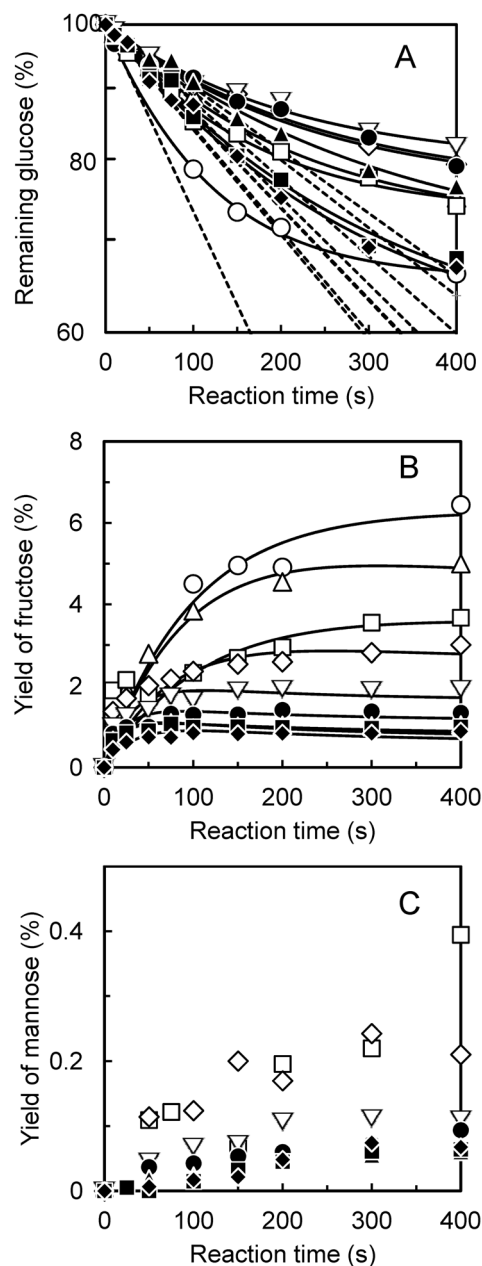 A
100
80
60
Remaining glucose (%)
0 100 200 300 400
Reaction time (s)
B
8
6
4
2
0
Yield of fructose (%)
0 100 200 300 400
Reaction time (s)
C
0.4
0.2
0
Yield of mannose (%)
0 100 200 300 400
Reaction time (s)